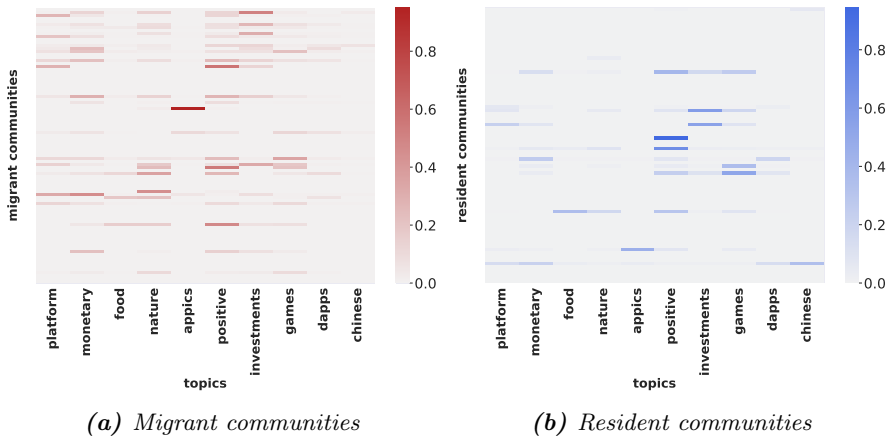 migrant communities
platform
monetary
food
nature
appics
positive
investments
games
dapps
chinese
topics
0.8
0.6
0.4
0.2
0.0
(a) Migrant communities
resident communities
platform
monetary
food
nature
appics
positive
investments
games
dapps
chinese
topics
0.8
0.6
0.4
0.2
0.0
(b) Resident communities